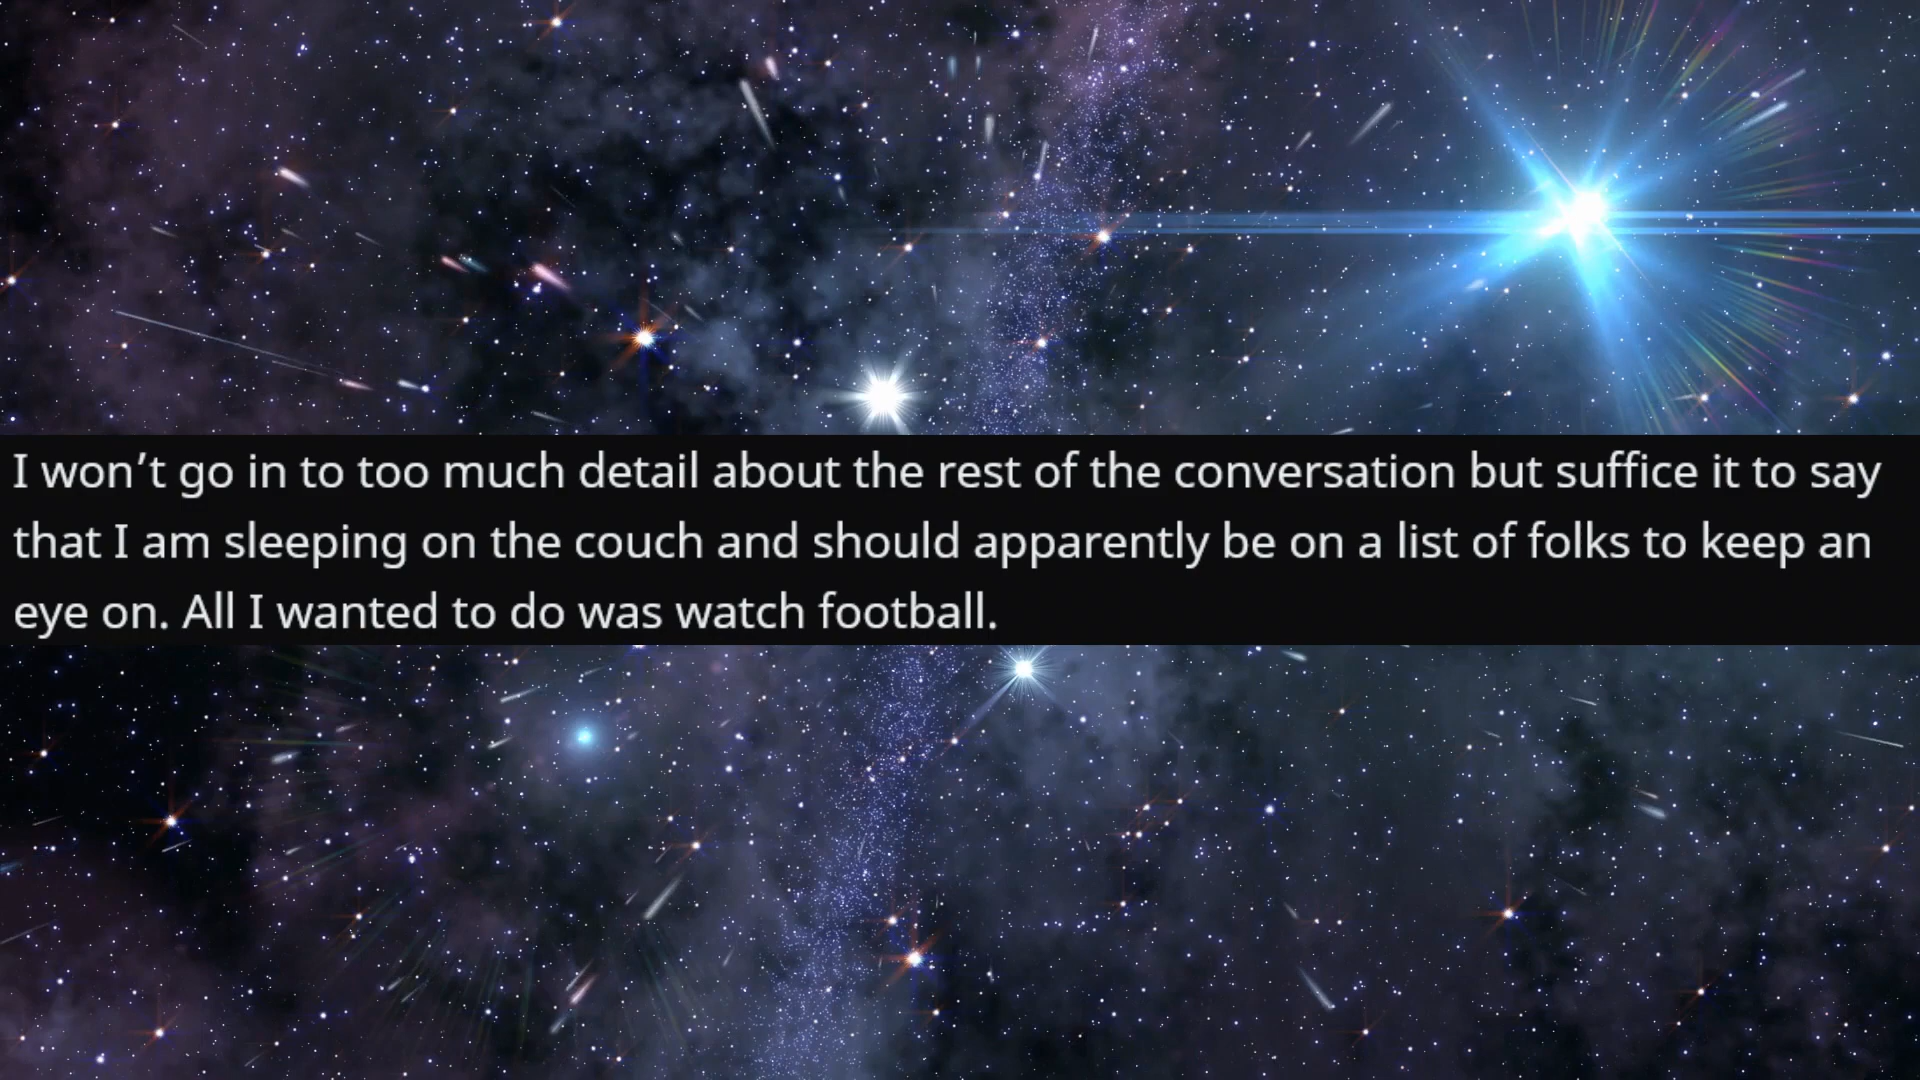 I won’t go in to too much detail about the rest of the conversation but suffice it to say
that I am sleeping on the couch and should apparently be on a list of folks to keep an
eye on. All I wanted to do was watch football.